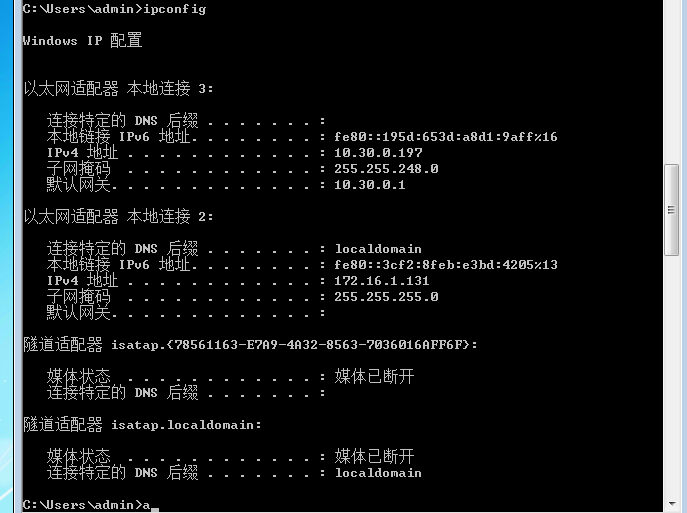 C:\Users\admin>ipconfig
Windows IP 配置
以太网适配器 本地连接 3:
连接特定的 DNS 后缀 . . . . . . . :
本地链接 IPv6 地址. . . . . . . . : fe80::195d:653d:a8d1:9aff%16
IPv4 地址 . . . . . . . . . . . . : 10.30.0.197
子网掩码  . . . . . . . . . . . . : 255.255.248.0
默认网关. . . . . . . . . . . . . : 10.30.0.1
以太网适配器 本地连接 2:
连接特定的 DNS 后缀 . . . . . . . : localdomain
本地链接 IPv6 地址. . . . . . . . : fe80::3cf2:8feb:e3bd:4205%13
IPv4 地址 . . . . . . . . . . . . : 172.16.1.131
子网掩码  . . . . . . . . . . . . : 255.255.255.0
默认网关. . . . . . . . . . . . . :
隧道适配器 isatap.{78561163-E7A9-4A32-8563-7036016AFF6F}:
媒体状态  . . . . . . . . . . . . : 媒体已断开
连接特定的 DNS 后缀 . . . . . . . :
隧道适配器 isatap.localdomain:
媒体状态  . . . . . . . . . . . . : 媒体已断开
连接特定的 DNS 后缀 . . . . . . . : localdomain
C:\Users\admin>a